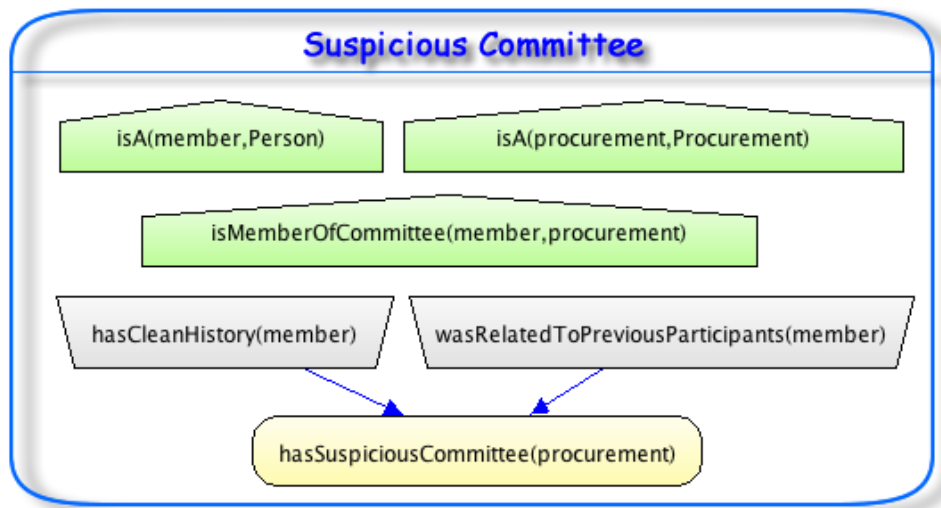 Suspicious Committee
isA(member,Person)
isA(procurement,Procurement)
isMemberOfCommittee(member,procurement)
hasCleanHistory(member)
wasRelatedToPreviousParticipants(member)
hasSuspiciousCommittee(procurement)